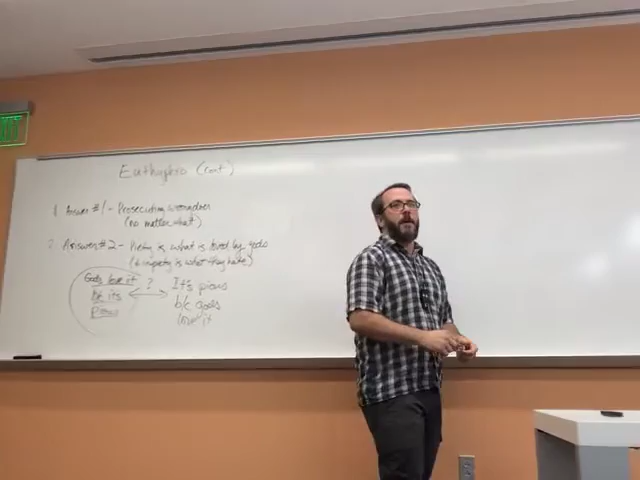 Euthyphro (cont)
1. Answer #1 - Prosecuting wrongdoers
(no matter what)
2. Answer #2 - Piety is what is loved by gods
(& impiety is what they hate)
Gods love it
b/c its
pious
?
It's pious
b/c gods
love it